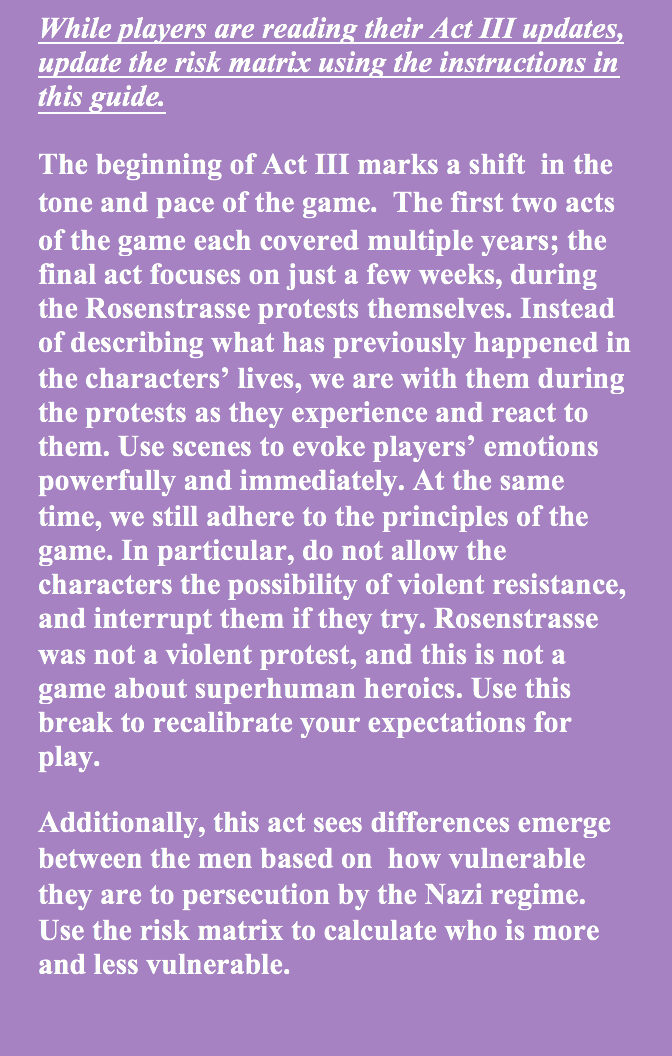 While players are reading their Act III updates,
update the risk matrix using the instructions in
this guide.
The beginning of Act III marks a shift in the
tone and pace of the game. The first two acts
of the game each covered multiple years; the
final act focuses on just a few weeks, during
the Rosenstrasse protests themselves. Instead
of describing what has previously happened in
the characters’ lives, we are with them during
the protests as they experience and react to
them. Use scenes to evoke players’ emotions
powerfully and immediately. At the same
time, we still adhere to the principles of the
game. In particular, do not allow the
characters the possibility of violent resistance,
and interrupt them if they try. Rosenstrasse
was not a violent protest, and this is not a
game about superhuman heroics. Use this
break to recalibrate your expectations for
play.
Additionally, this act sees differences emerge
between the men based on how vulnerable
they are to persecution by the Nazi regime.
Use the risk matrix to calculate who is more
and less vulnerable.